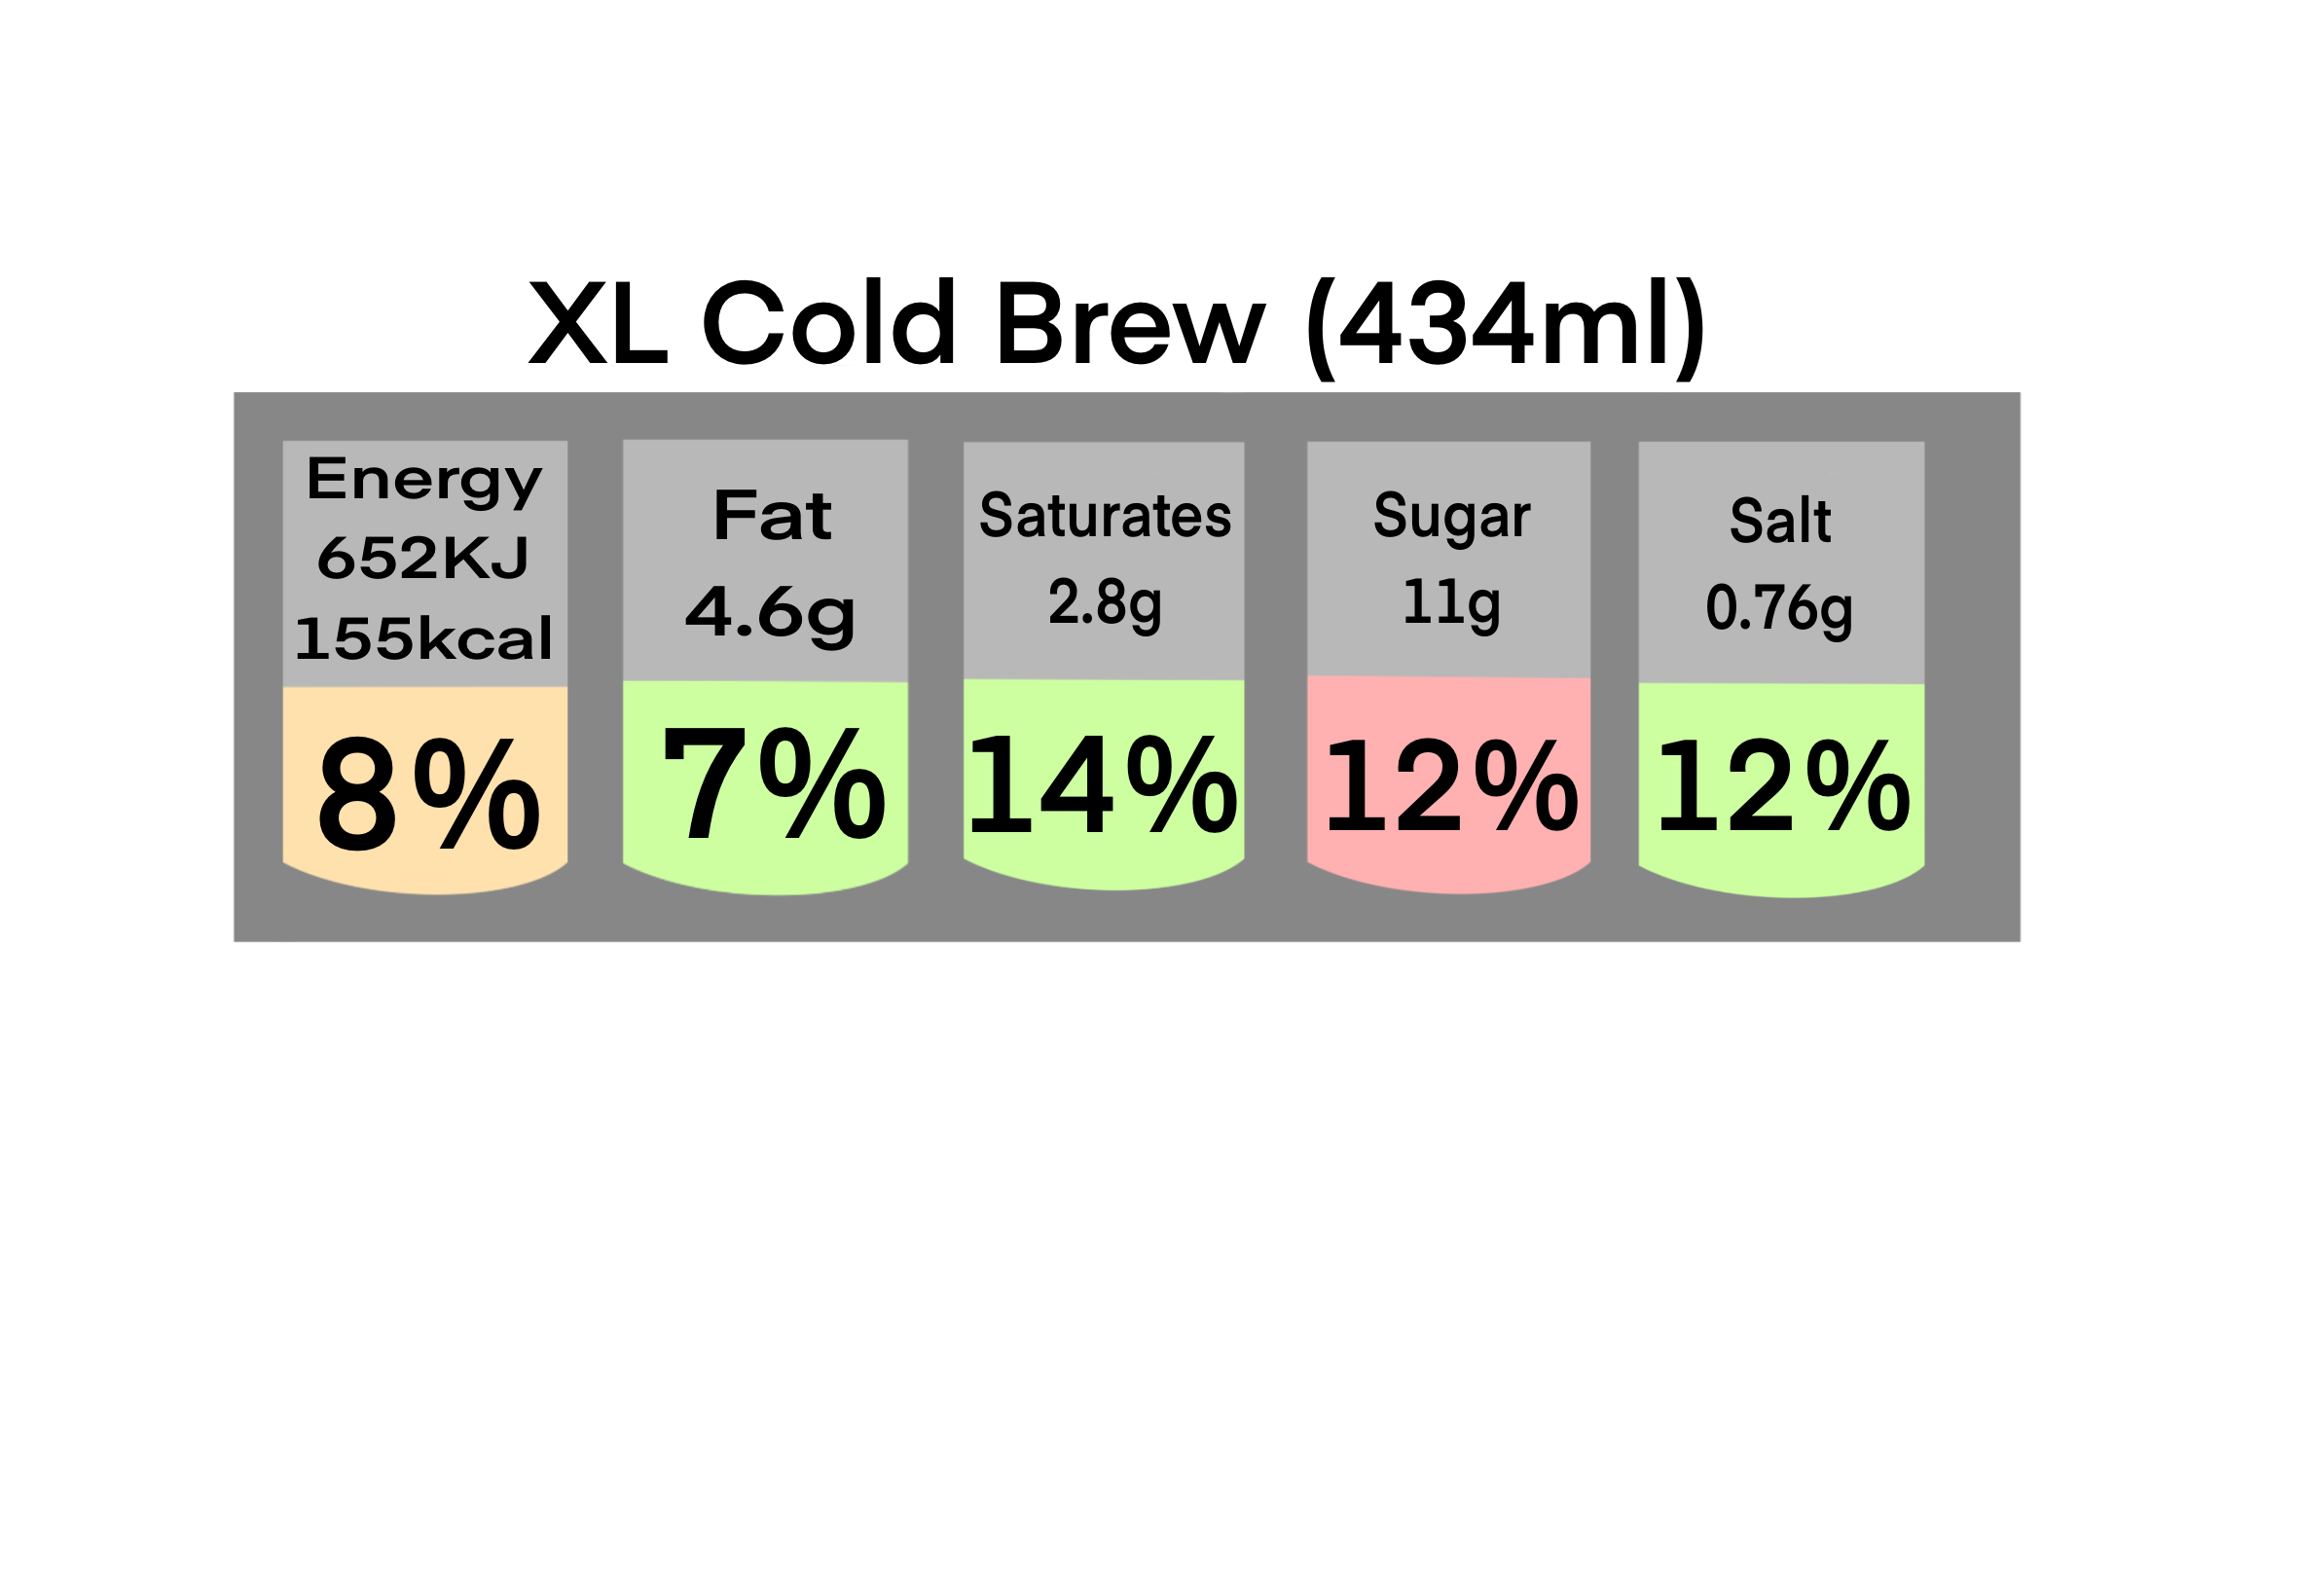 XL Cold Brew (434ml)
Energy
652KJ
155kcal
8%
Fat
4.6g
7%
Saturates
2.8g
14%
Sugar
11g
12%
Salt
0.76g
12%